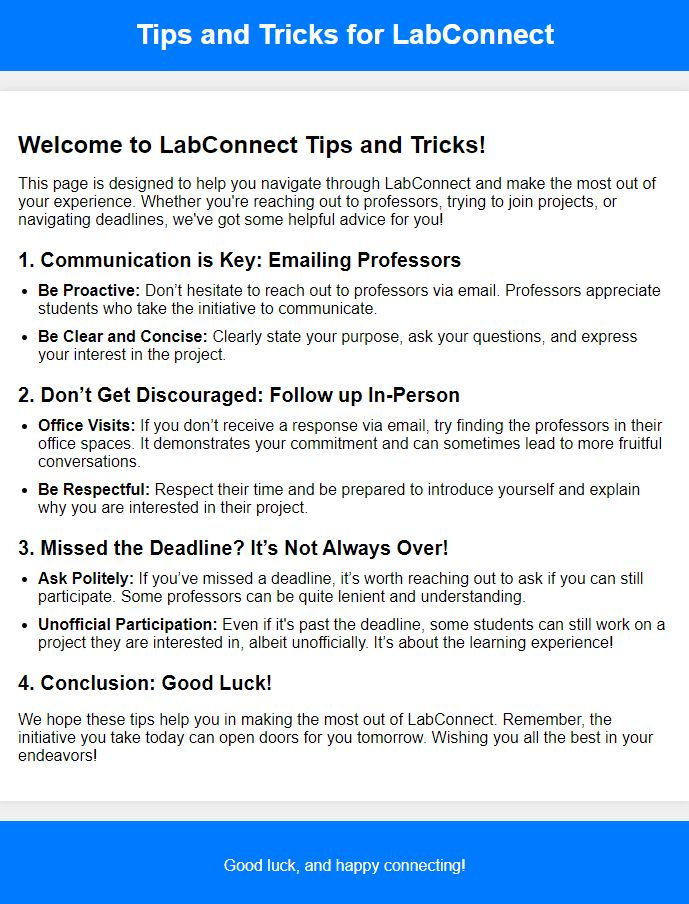 Tips and Tricks for LabConnect
Welcome to LabConnect Tips and Tricks!
This page is designed to help you navigate through LabConnect and make the most out of
your experience. Whether you're reaching out to professors, trying to join projects, or
navigating deadlines, we've got some helpful advice for you!
1. Communication is Key: Emailing Professors
• Be Proactive: Don’t hesitate to reach out to professors via email. Professors appreciate
students who take the initiative to communicate.
• Be Clear and Concise: Clearly state your purpose, ask your questions, and express
your interest in the project.
2. Don’t Get Discouraged: Follow up In-Person
• Office Visits: If you don’t receive a response via email, try finding the professors in their
office spaces. It demonstrates your commitment and can sometimes lead to more fruitful
conversations.
• Be Respectful: Respect their time and be prepared to introduce yourself and explain
why you are interested in their project.
3. Missed the Deadline? It’s Not Always Over!
• Ask Politely: If you’ve missed a deadline, it’s worth reaching out to ask if you can still
participate. Some professors can be quite lenient and understanding.
• Unofficial Participation: Even if it's past the deadline, some students can still work on a
project they are interested in, albeit unofficially. It’s about the learning experience!
4. Conclusion: Good Luck!
We hope these tips help you in making the most out of LabConnect. Remember, the
initiative you take today can open doors for you tomorrow. Wishing you all the best in your
endeavors!
Good luck, and happy connecting!